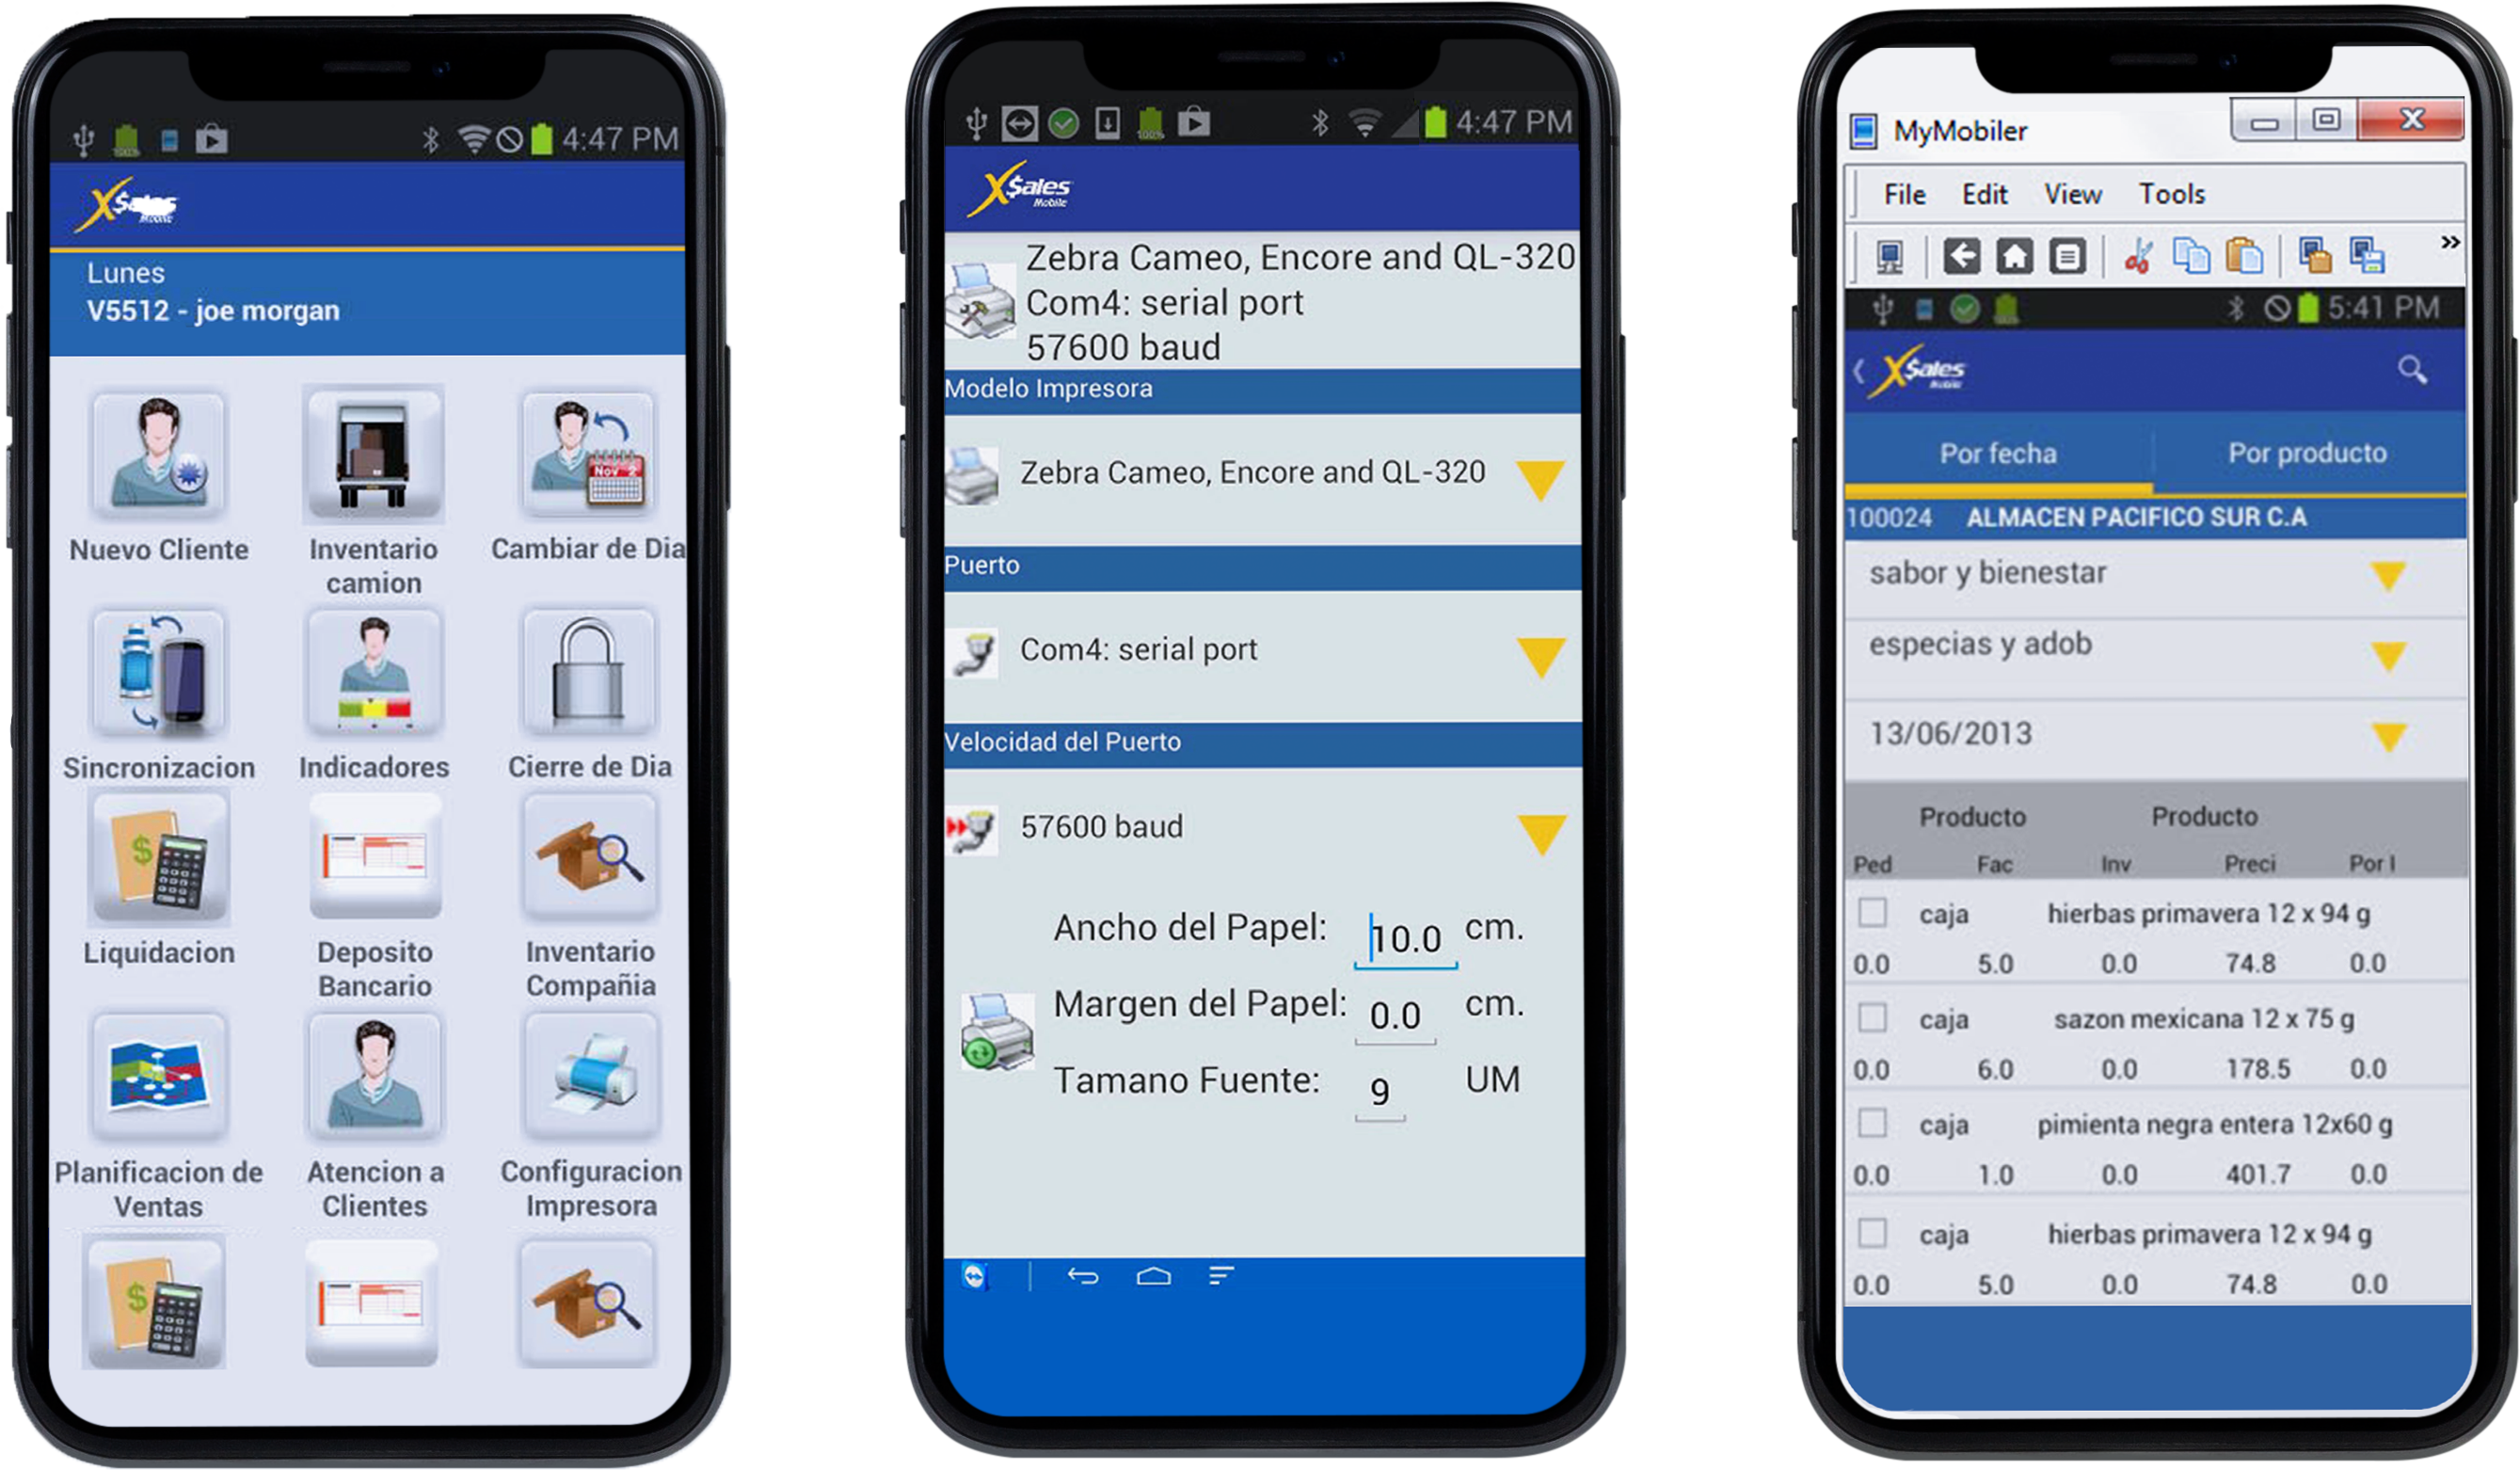 4:47 PM
X$ales
Mobile
Lunes
V5512 - joe morgan
Nov 2
Nuevo Cliente
Inventario
camion
Cambiar de Dia
Sincronizacion
Indicadores
Cierre de Dia
$
Liquidacion
Deposito
Bancario
Inventario
Compañia
Planificacion de
Ventas
Atencion a
Clientes
Configuracion
Impresora
$
100%
4:47 PM
X$ales
Mobile
Zebra Cameo, Encore and QL-320
Com4: serial port
57600 baud
Modelo Impresora
Zebra Cameo, Encore and QL-320
Puerto
Com4: serial port
Velocidad del Puerto
57600 baud
Ancho del Papel: 10.0 cm.
Margen del Papel: 0.0 cm.
Tamano Fuente: 9 UM
MyMobiler
File Edit View Tools
5:41 PM
X$ales
Mobile
Por fecha Por producto
100024 ALMACEN PACIFICO SUR C.A
sabor y bienestar
especias y adob
13/06/2013
Producto Producto
Ped Fac Inv Preci Por I
caja hierbas primavera 12 x 94 g
0.0 5.0 0.0 74.8 0.0
caja sazon mexicana 12 x 75 g
0.0 6.0 0.0 178.5 0.0
caja pimienta negra entera 12x60 g
0.0 1.0 0.0 401.7 0.0
caja hierbas primavera 12 x 94 g
0.0 5.0 0.0 74.8 0.0